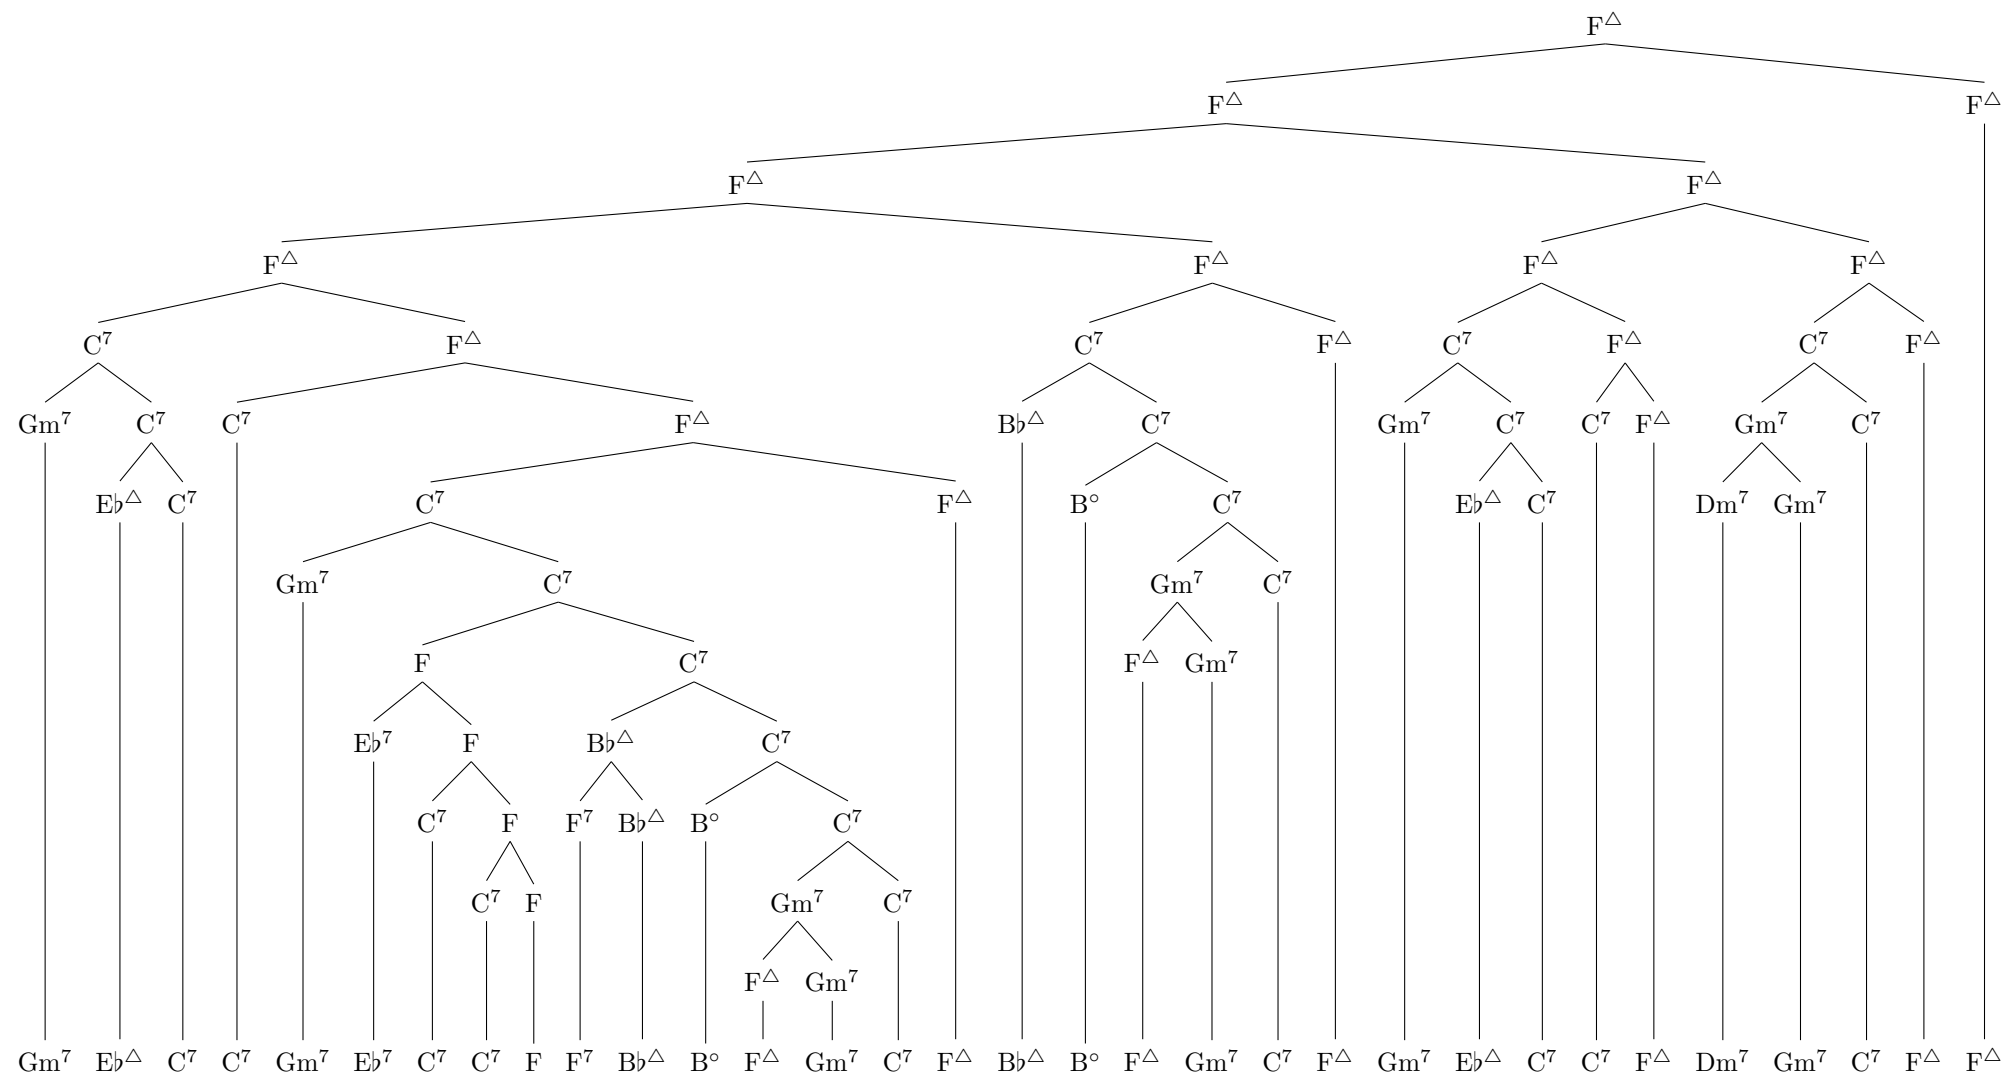 F△
F△ F△
F△ F△
F△ F△ F△ F△
C⁷ F△ C⁷ F△ C⁷ F△ C⁷ F△
Gm⁷ C⁷ C⁷ F△ B♭△ C⁷ Gm⁷ C⁷ C⁷ F△ Gm⁷ C⁷
E♭△ C⁷ C⁷ F△ B° C⁷ E♭△ C⁷ Dm⁷ Gm⁷
Gm⁷ C⁷ Gm⁷ C⁷
F C⁷ F△ Gm⁷
E♭⁷ F B♭△ C⁷
C⁷ F F⁷ B♭△ B° C⁷
C⁷ F Gm⁷ C⁷
F△ Gm⁷
Gm⁷ E♭△ C⁷ C⁷ Gm⁷ E♭⁷ C⁷ C⁷ F F⁷ B♭△ B° F△ Gm⁷ C⁷ F△ B♭△ B° F△ Gm⁷ C⁷ F△ Gm⁷ E♭△ C⁷ C⁷ F△ Dm⁷ Gm⁷ C⁷ F△ F△